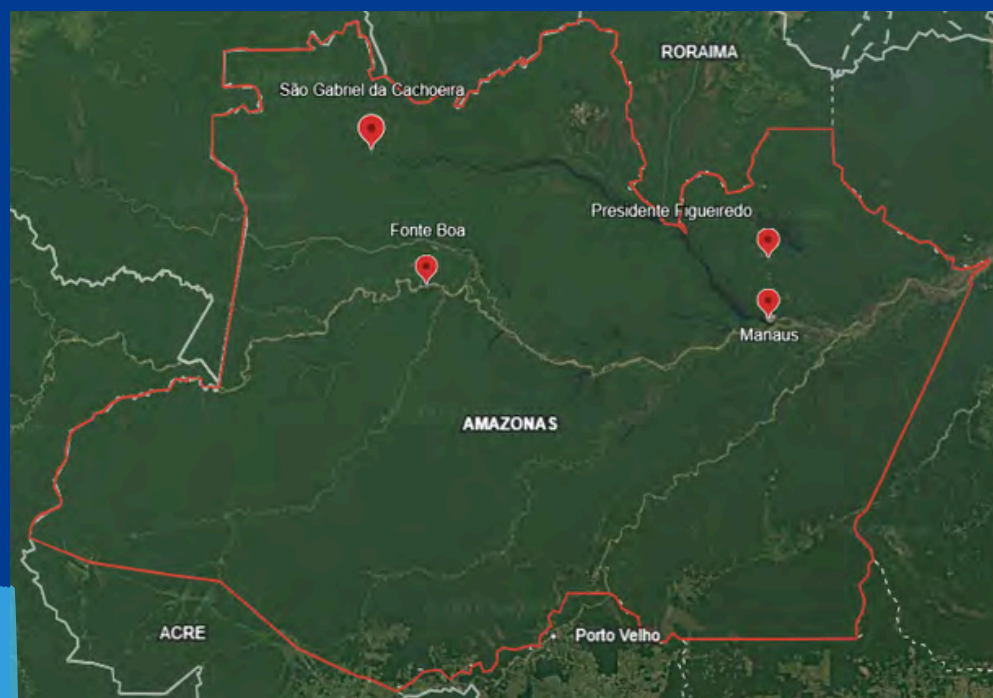 RORAIMA
São Gabriel da Cachoeira
Presidente Figueiredo
Fonte Boa
Manaus
AMAZONAS
ACRE
Porto Velho